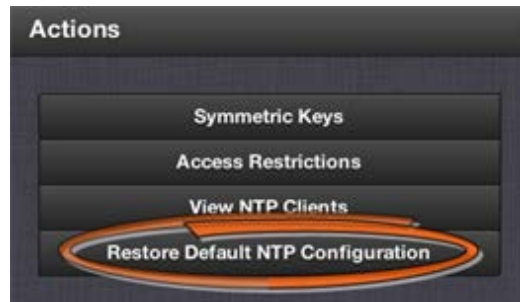 Actions
Symmetric Keys
Access Restrictions
View NTP Clients
Restore Default NTP Configuration